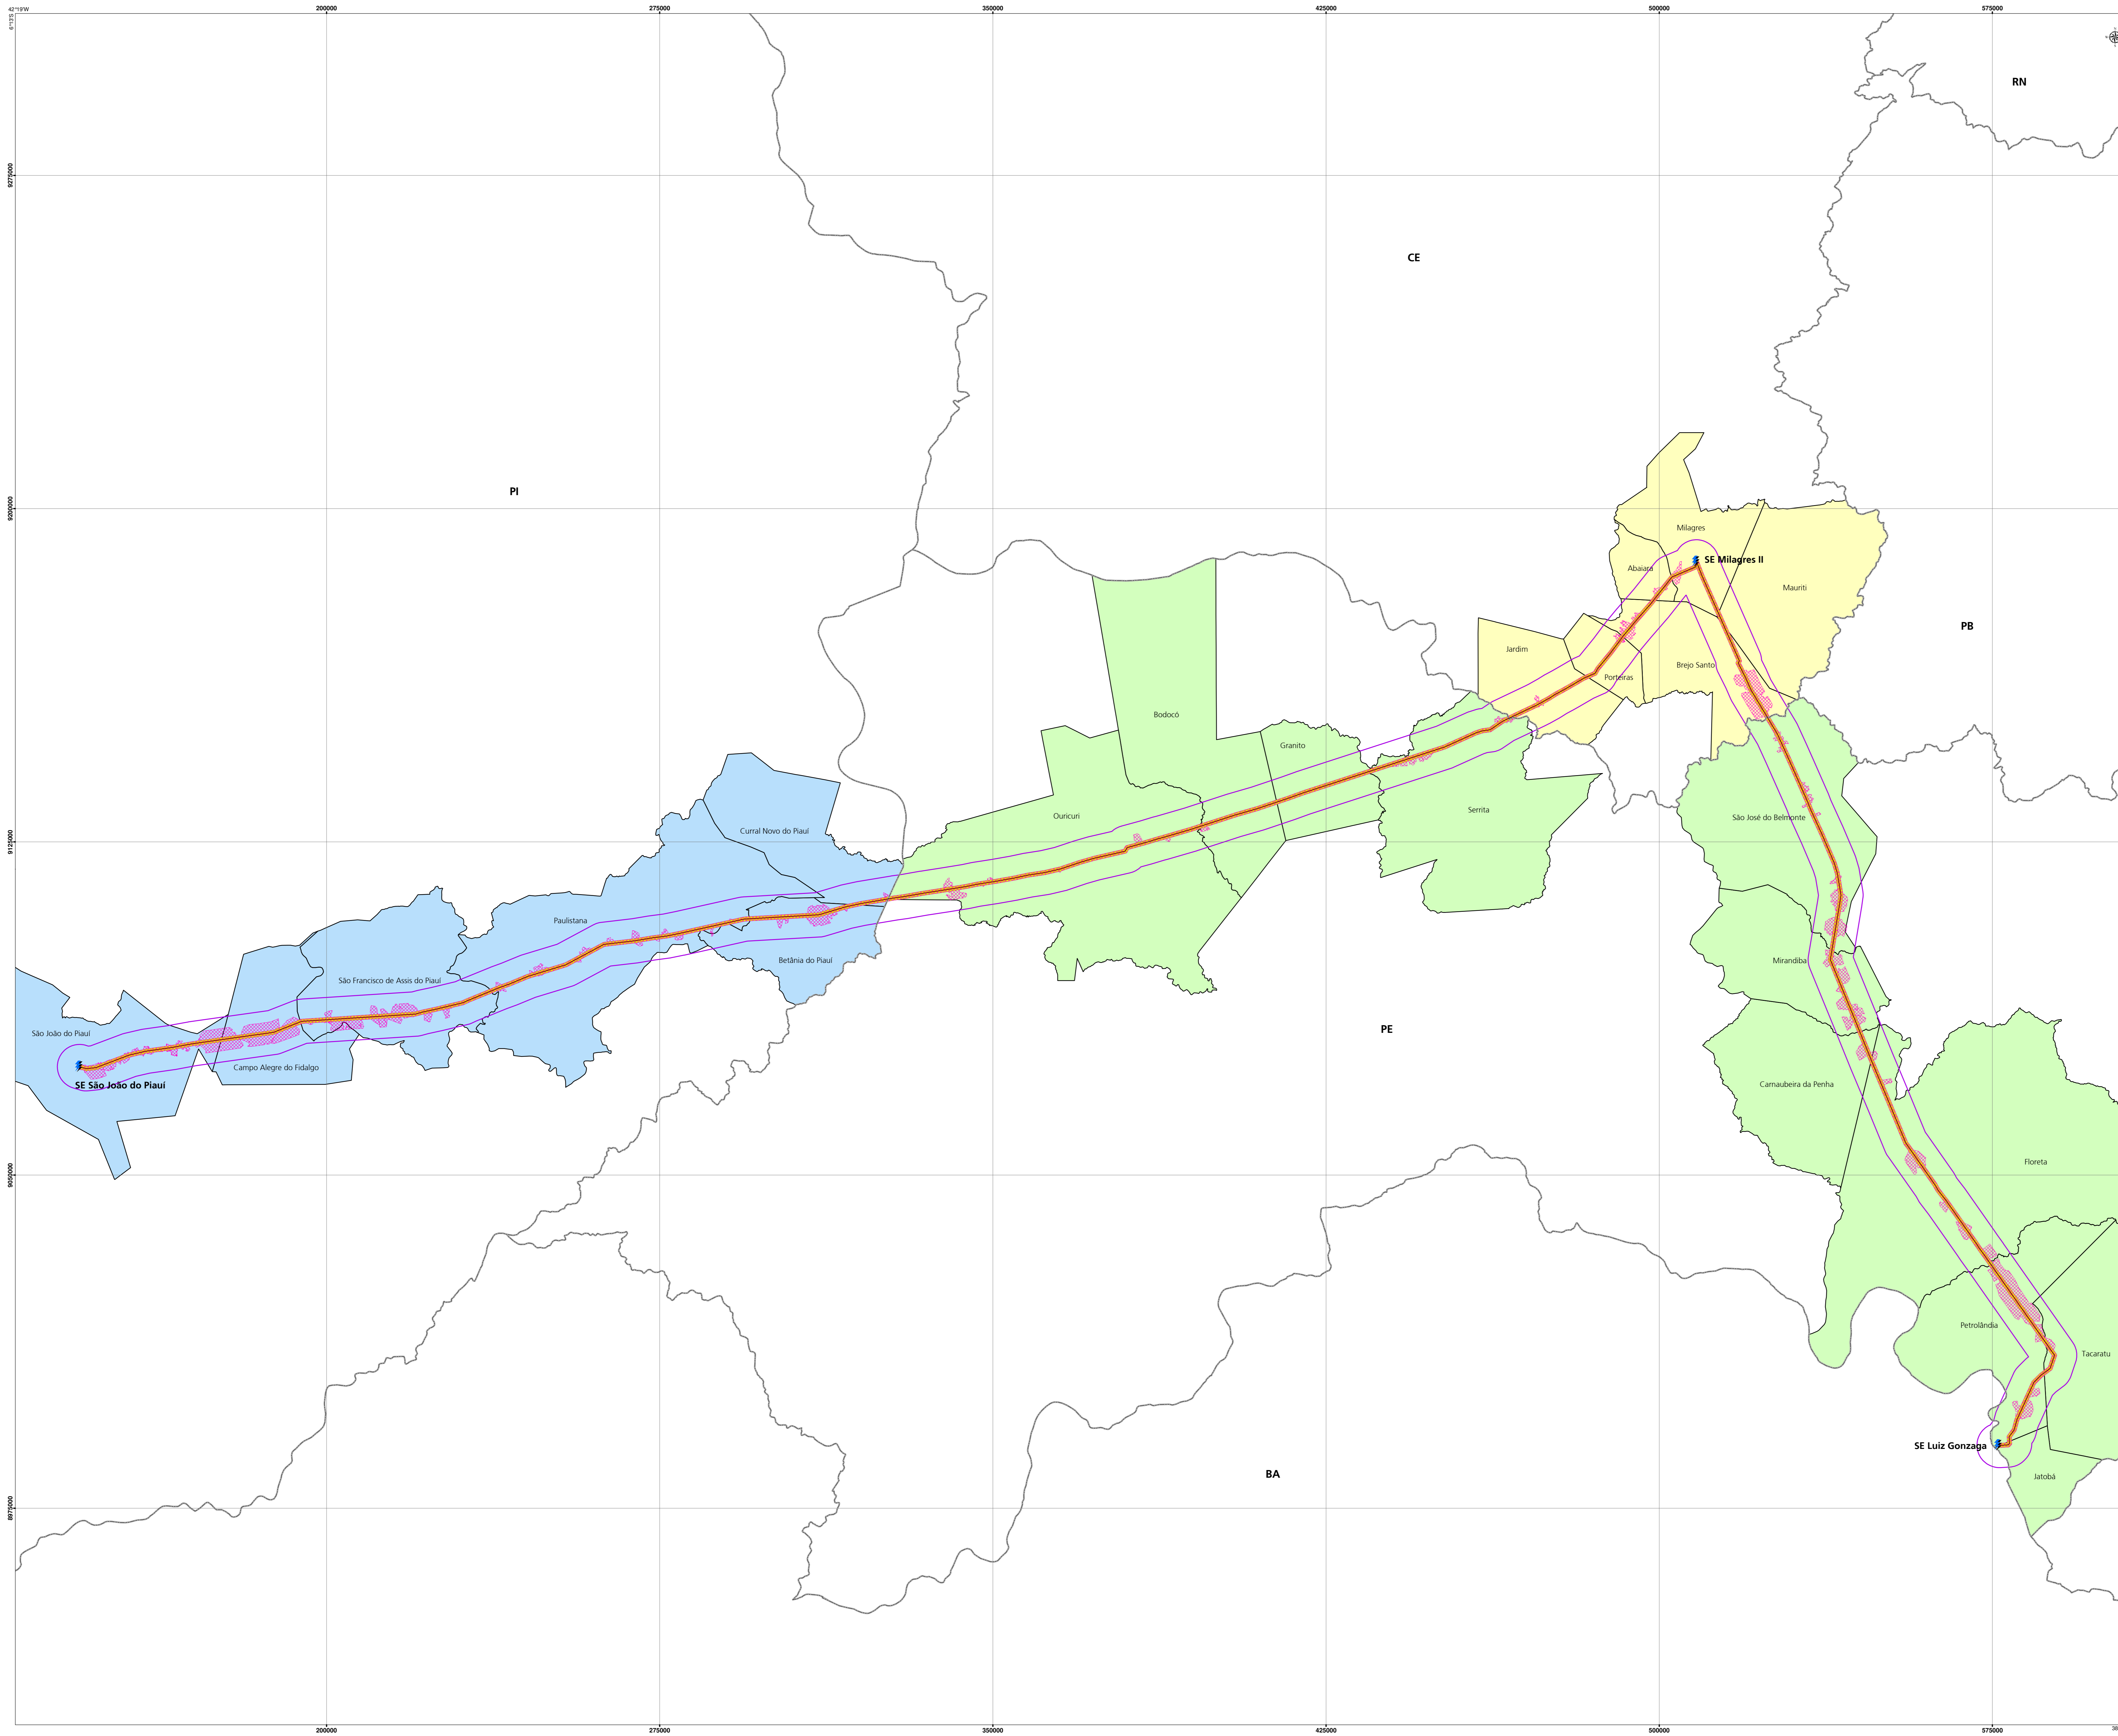 42°19'W
200000
275000
350000
425000
500000
575000
6°13'S
RN
9275000
CE
PI
9200000
Milagres
SE Milagres II
Abaiara
Mauriti
PB
Jardim
Brejo Santo
Porteiras
Bodocó
Granito
Serrita
Ouricuri
São José do Belmonte
Curral Novo do Piauí
9125000
Paulistana
Betânia do Piauí
Mirandiba
São Francisco de Assis do Piauí
PE
São João do Piauí
Campo Alegre do Fidalgo
SE São João do Piauí
Carnaubeira da Penha
Floreta
9050000
Petrolândia
Tacaratu
SE Luiz Gonzaga
BA
Jatobá
8975000
200000
275000
350000
425000
500000
575000